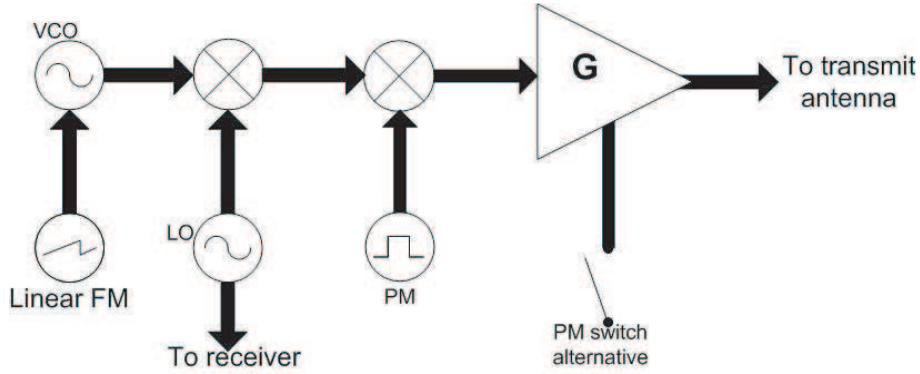 VCO
G
To transmit
antenna
LO
PM
Linear FM
To receiver
PM switch
alternative